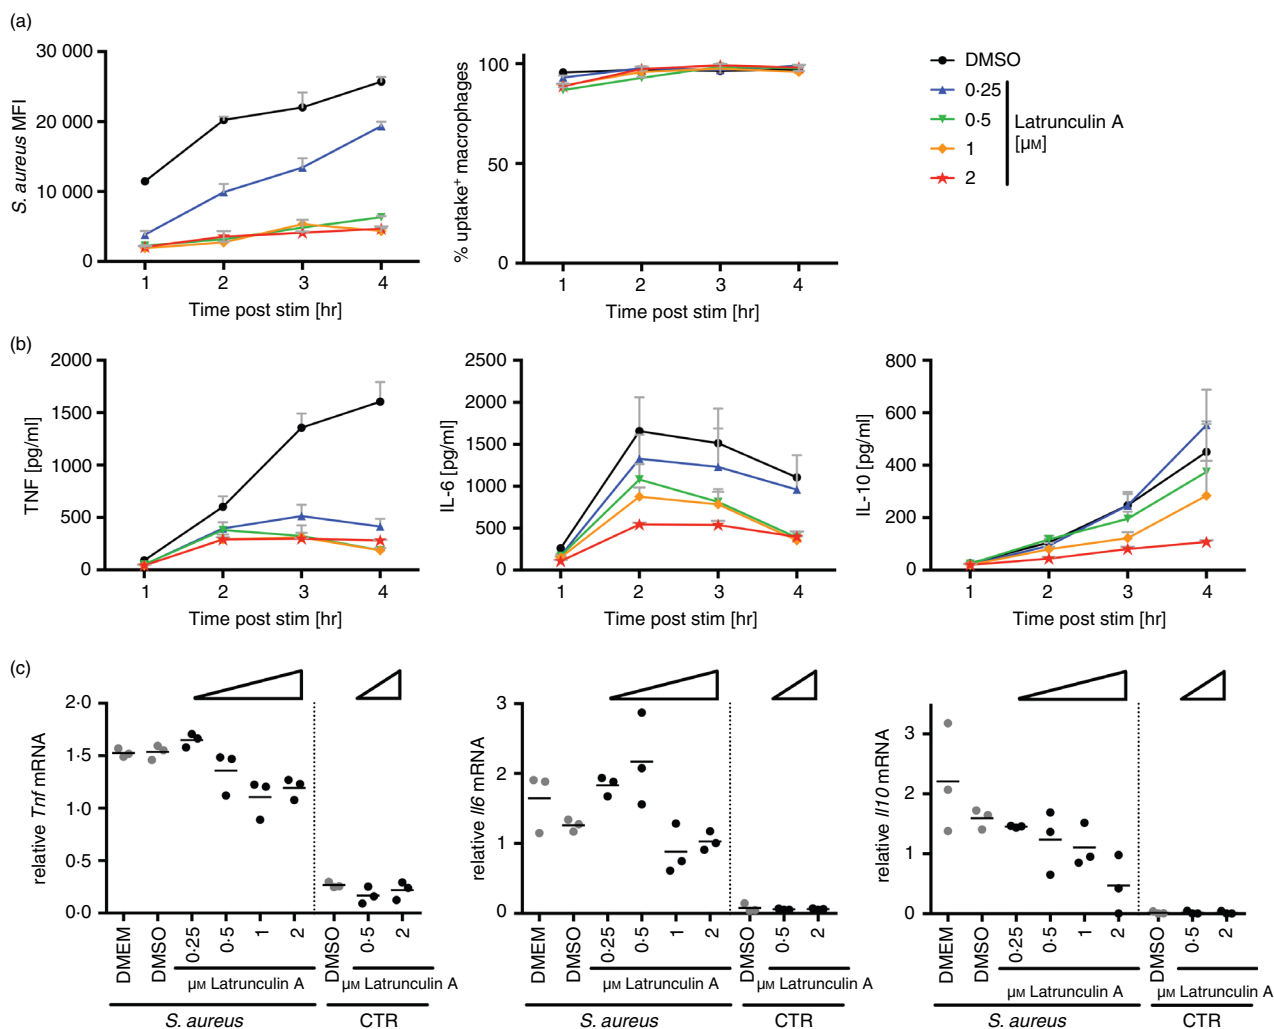 (a)
30 000
20 000
10 000
0
S. aureus MFI
1 2 3 4
Time post stim [hr]
100
50
0
% uptake+ macrophages
1 2 3 4
Time post stim [hr]
DMSO
0·25
0·5
1
2
Latrunculin A
[µM]
(b)
2000
1500
1000
500
0
TNF [pg/ml]
1 2 3 4
Time post stim [hr]
2500
2000
1500
1000
500
0
IL-6 [pg/ml]
1 2 3 4
Time post stim [hr]
800
600
400
200
0
IL-10 [pg/ml]
1 2 3 4
Time post stim [hr]
(c)
2·0
1·5
1·0
0·5
0·0
relative Tnf mRNA
DMEM DMSO 0·25 0·5 1 2 DMSO 0·5 2
µM Latrunculin A µM Latrunculin A
S. aureus CTR
3
2
1
0
relative Il6 mRNA
DMEM DMSO 0·25 0·5 1 2 DMSO 0·5 2
µM Latrunculin A µM Latrunculin A
S. aureus CTR
3
2
1
0
relative Il10 mRNA
DMEM DMSO 0·25 0·5 1 2 DMSO 0·5 2
µM Latrunculin A µM Latrunculin A
S. aureus CTR